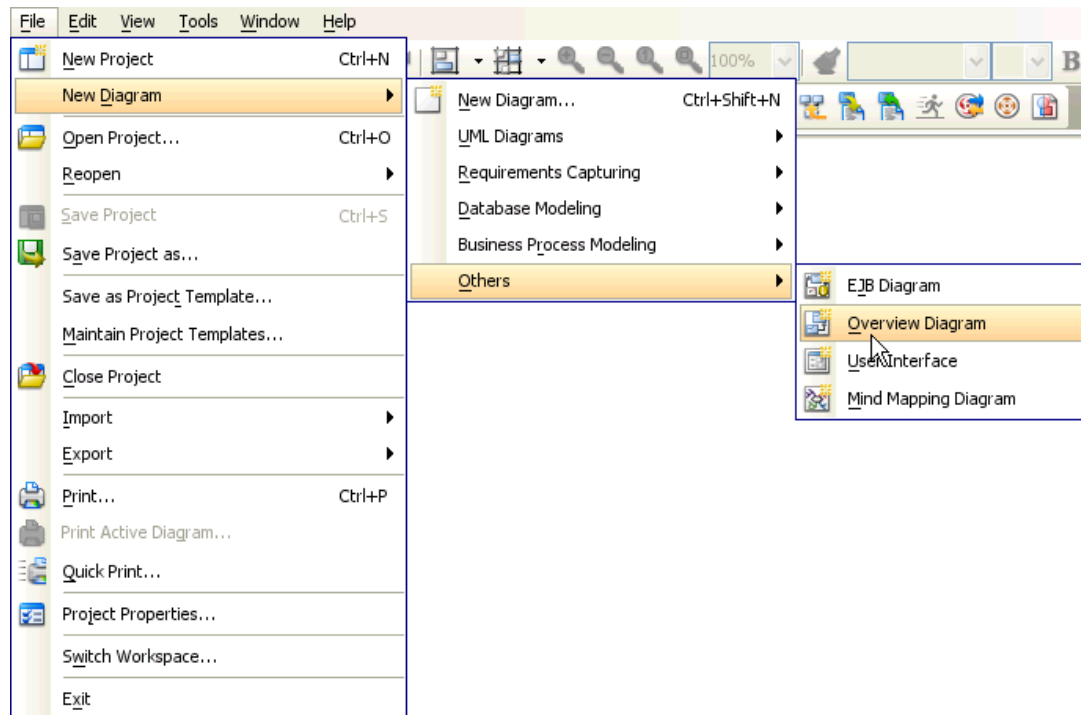 File Edit View Tools Window Help
New Project Ctrl+N
New Diagram
Open Project... Ctrl+O
Reopen
Save Project Ctrl+S
Save Project as...
Save as Project Template...
Maintain Project Templates...
Close Project
Import
Export
Print... Ctrl+P
Print Active Diagram...
Quick Print...
Project Properties...
Switch Workspace...
Exit
100%
B
New Diagram... Ctrl+Shift+N
UML Diagrams
Requirements Capturing
Database Modeling
Business Process Modeling
Others
EJB Diagram
Overview Diagram
User Interface
Mind Mapping Diagram